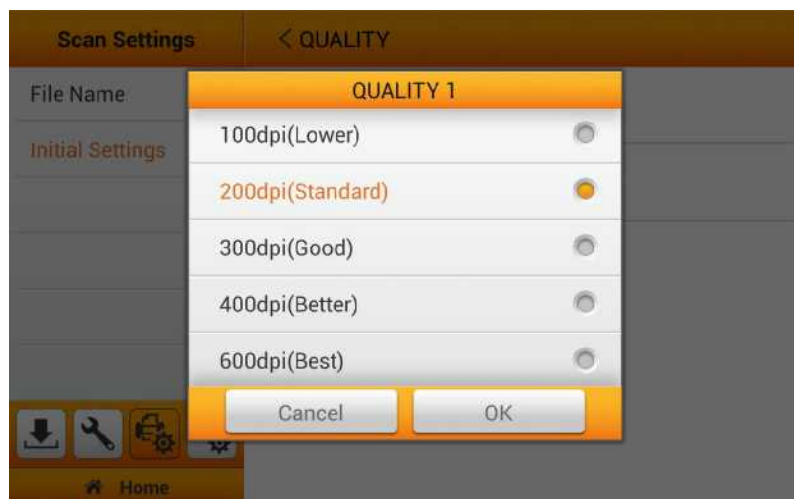 Scan Settings
< QUALITY
File Name
Initial Settings
QUALITY 1
100dpi(Lower)
200dpi(Standard)
300dpi(Good)
400dpi(Better)
600dpi(Best)
Cancel
OK
Home